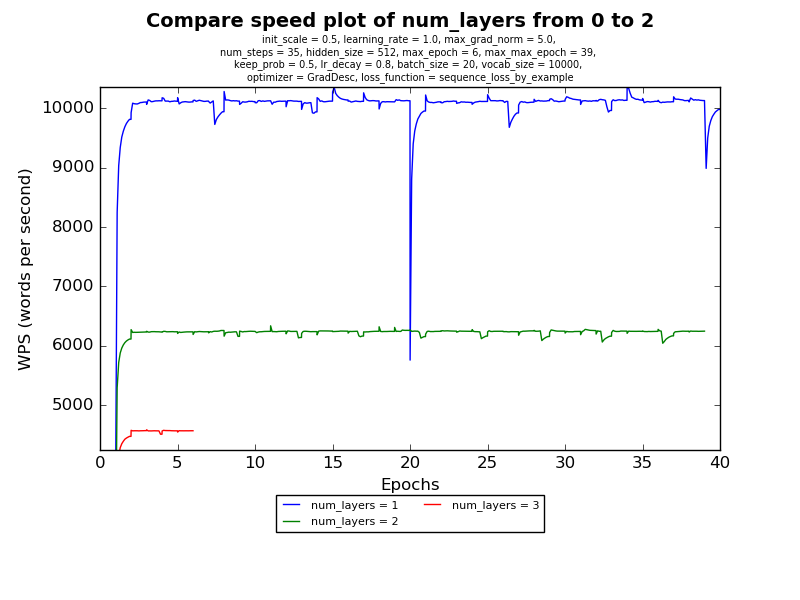 Compare speed plot of num_layers from 0 to 2
init_scale = 0.5, learning_rate = 1.0, max_grad_norm = 5.0,
num_steps = 35, hidden_size = 512, max_epoch = 6, max_max_epoch = 39,
keep_prob = 0.5, lr_decay = 0.8, batch_size = 20, vocab_size = 10000,
optimizer = GradDesc, loss_function = sequence_loss_by_example
WPS (words per second)
10000
9000
8000
7000
6000
5000
0 5 10 15 20 25 30 35 40
Epochs
num_layers = 1 num_layers = 3
num_layers = 2